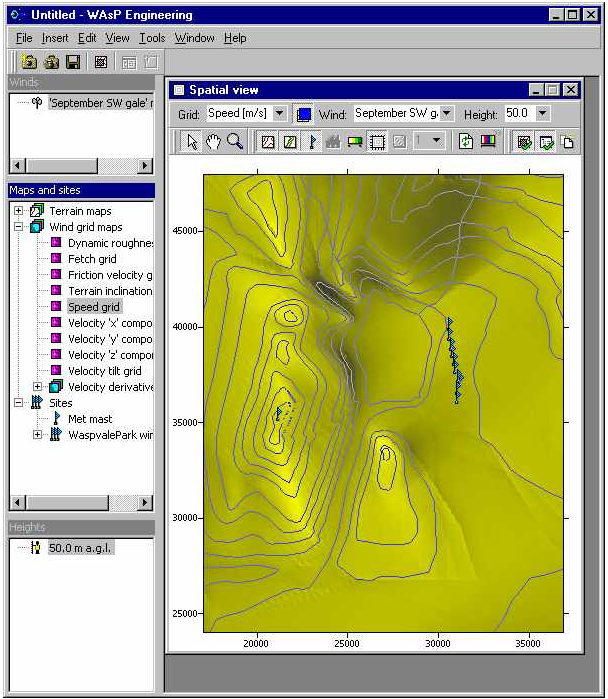 Untitled - WAsP Engineering
File Insert Edit View Tools Window Help
Winds
'September SW gale'
Maps and sites
Terrain maps
Wind grid maps
Dynamic roughne
Fetch grid
Friction velocity g
Terrain inclination
Speed grid
Velocity 'x' compo
Velocity 'y' compo
Velocity 'z' compo
Velocity tilt grid
Velocity derivative
Sites
Met mast
WaspvalePark wi
Heights
50.0 m a.g.l.
Spatial view
Grid: Speed [m/s] Wind: September SW g Height: 50.0
1
45000
40000
35000
30000
25000
20000 25000 30000 35000